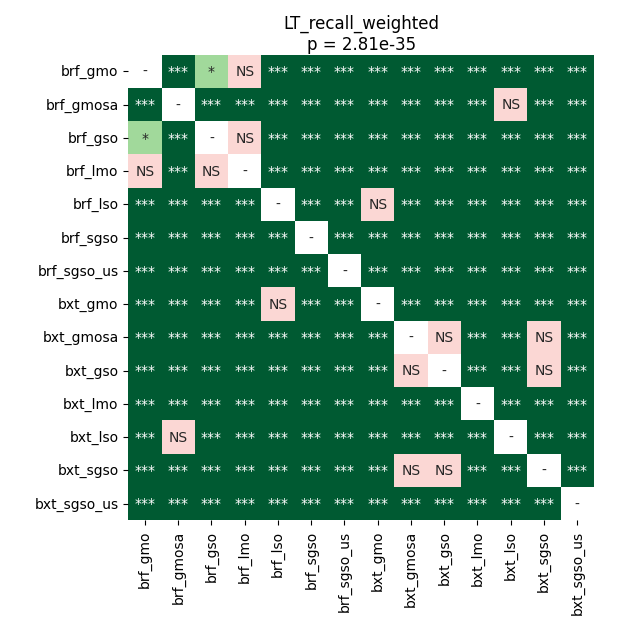 LT_recall_weighted
p = 2.81e-35
brf_gmo - *** * NS *** *** *** *** *** *** *** *** *** ***
brf_gmosa *** - *** *** *** *** *** *** *** *** *** NS *** ***
brf_gso * *** - NS *** *** *** *** *** *** *** *** *** ***
brf_lmo NS *** NS - *** *** *** *** *** *** *** *** *** ***
brf_lso *** *** *** *** - *** *** NS *** *** *** *** *** ***
brf_sgso *** *** *** *** *** - *** *** *** *** *** *** *** ***
brf_sgso_us *** *** *** *** *** *** - *** *** *** *** *** *** ***
bxt_gmo *** *** *** *** NS *** *** - *** *** *** *** *** ***
bxt_gmosa *** *** *** *** *** *** *** *** - NS *** *** NS ***
bxt_gso *** *** *** *** *** *** *** *** NS - *** *** NS ***
bxt_lmo *** *** *** *** *** *** *** *** *** *** - *** *** ***
bxt_lso *** NS *** *** *** *** *** *** *** *** *** - *** ***
bxt_sgso *** *** *** *** *** *** *** *** NS NS *** *** - ***
bxt_sgso_us *** *** *** *** *** *** *** *** *** *** *** *** *** -
brf_gmo brf_gmosa brf_gso brf_lmo brf_lso brf_sgso brf_sgso_us bxt_gmo bxt_gmosa bxt_gso bxt_lmo bxt_lso bxt_sgso bxt_sgso_us